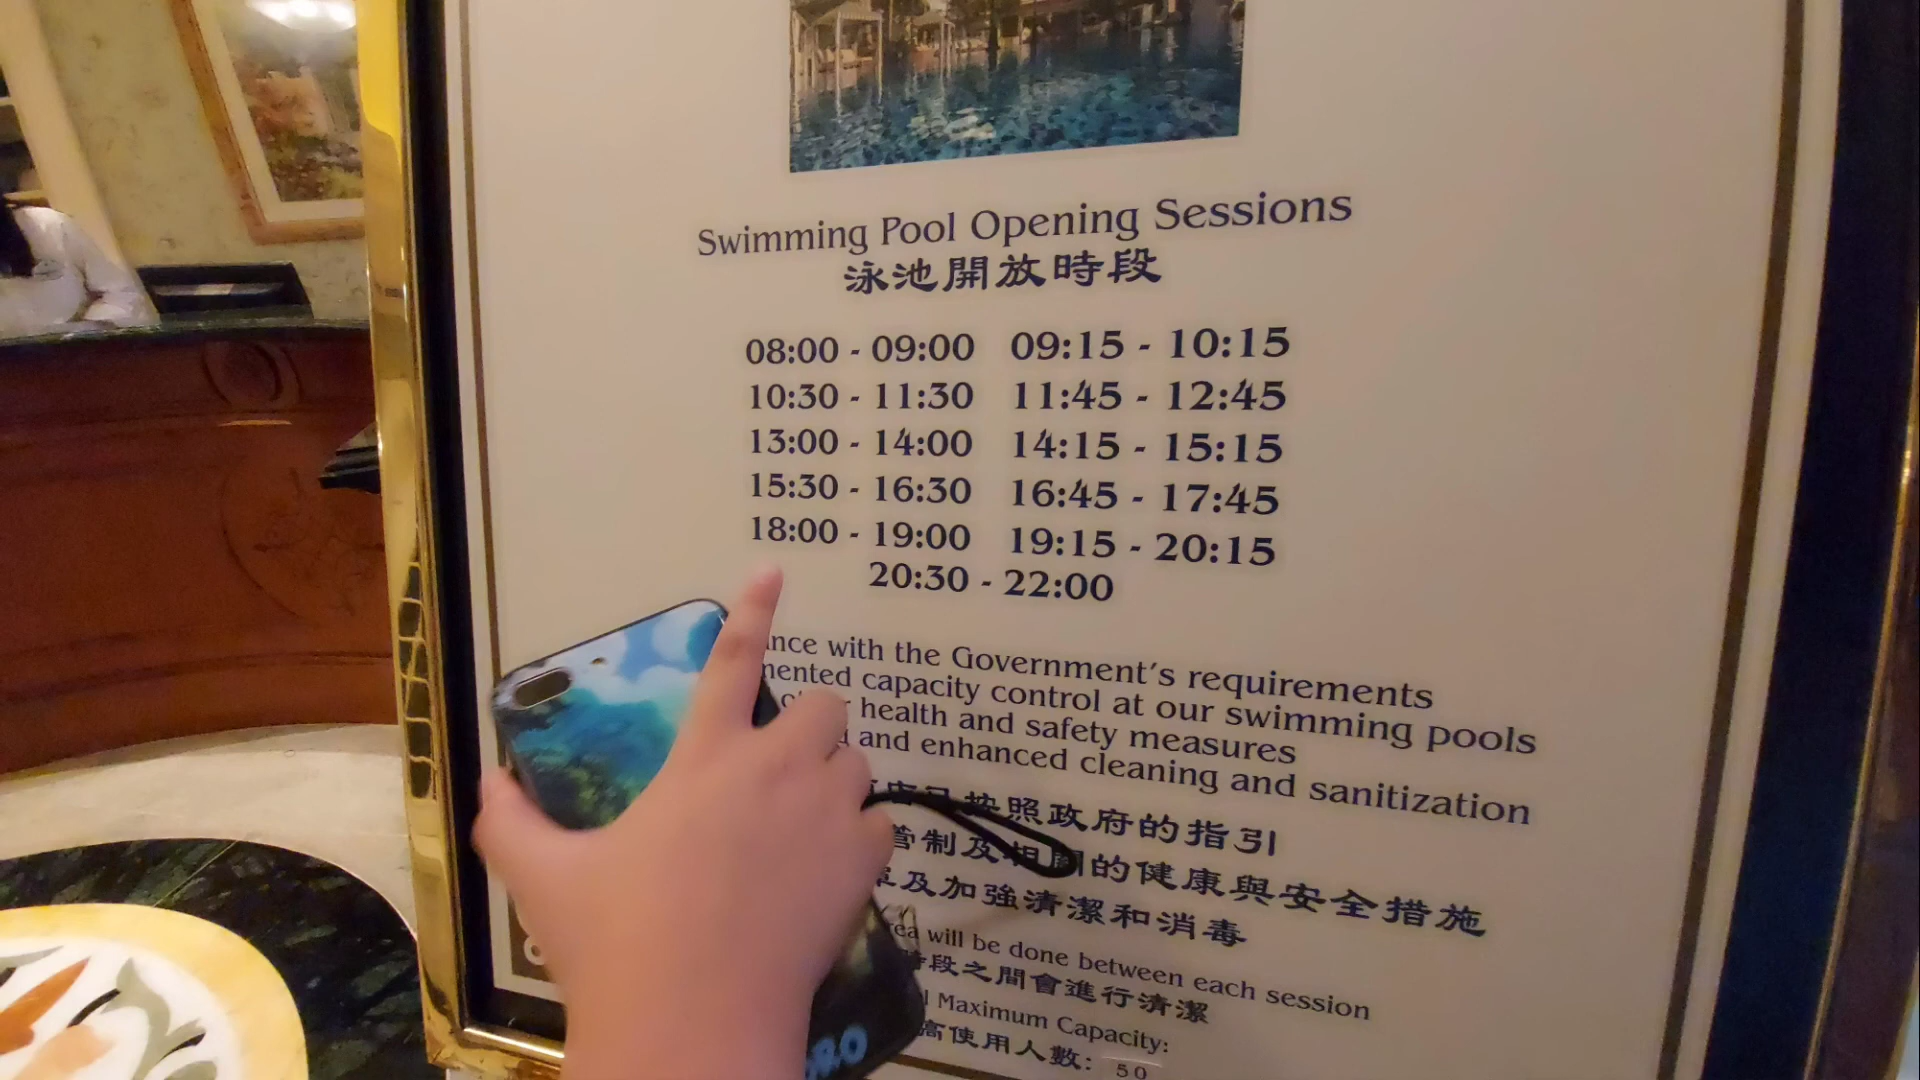 Swimming Pool Opening Sessions
泳池開放時段
08:00 - 09:00 09:15 - 10:15
10:30 - 11:30 11:45 - 12:45
13:00 - 14:00 14:15 - 15:15
15:30 - 16:30 16:45 - 17:45
18:00 - 19:00 19:15 - 20:15
20:30 - 22:00
with the Government's requirements
capacity control at our swimming pools
health and safety measures
and enhanced cleaning and sanitization
已按照政府的指引
管制及相關的健康與安全措施
及加強清潔和消毒
will be done between each session
時段之間會進行清潔
Maximum Capacity:
高使用人數: 50